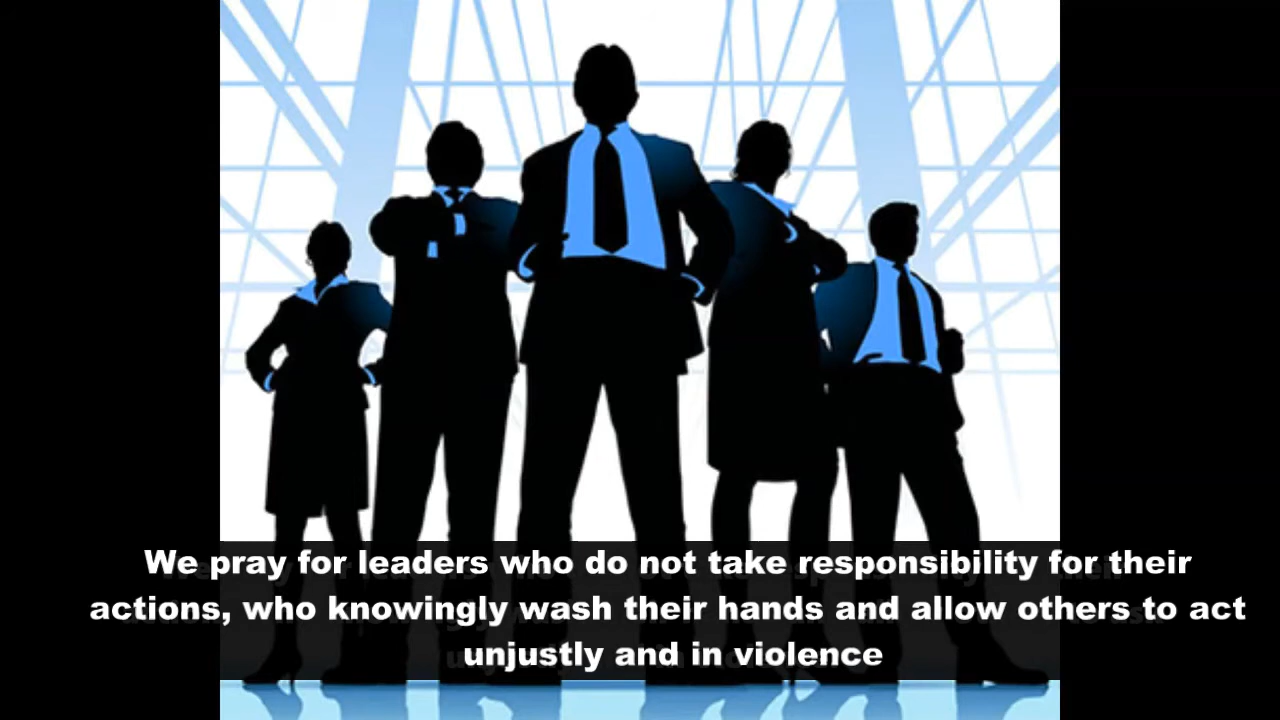 We pray for leaders who do not take responsibility for their
actions, who knowingly wash their hands and allow others to act
unjustly and in violence